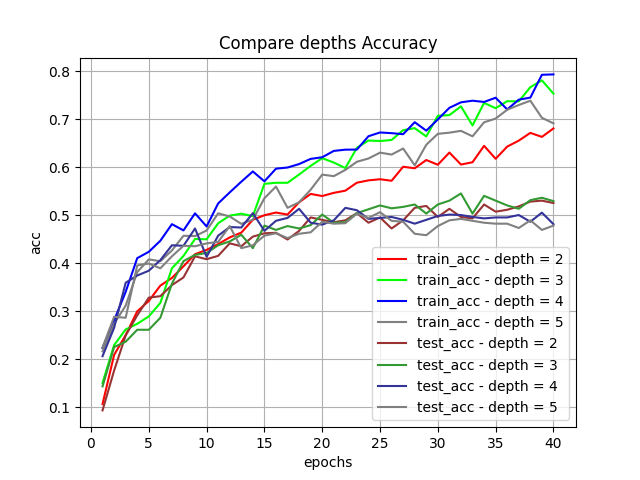 Compare depths Accuracy
acc
0.8
0.7
0.6
0.5
0.4
0.3
0.2
0.1
train_acc - depth = 2
train_acc - depth = 3
train_acc - depth = 4
train_acc - depth = 5
test_acc - depth = 2
test_acc - depth = 3
test_acc - depth = 4
test_acc - depth = 5
0 5 10 15 20 25 30 35 40
epochs